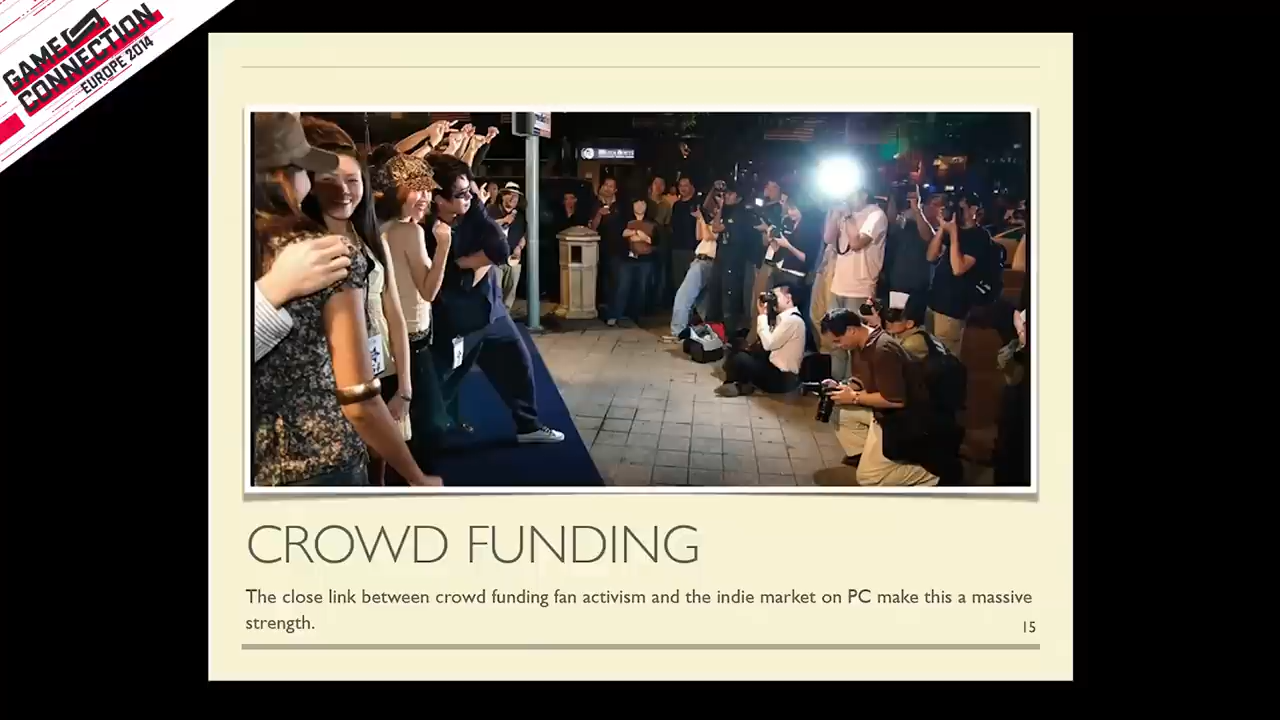 GAME
CONNECTION
EUROPE 2014
CROWD FUNDING
The close link between crowd funding fan activism and the indie market on PC make this a massive
strength.
15